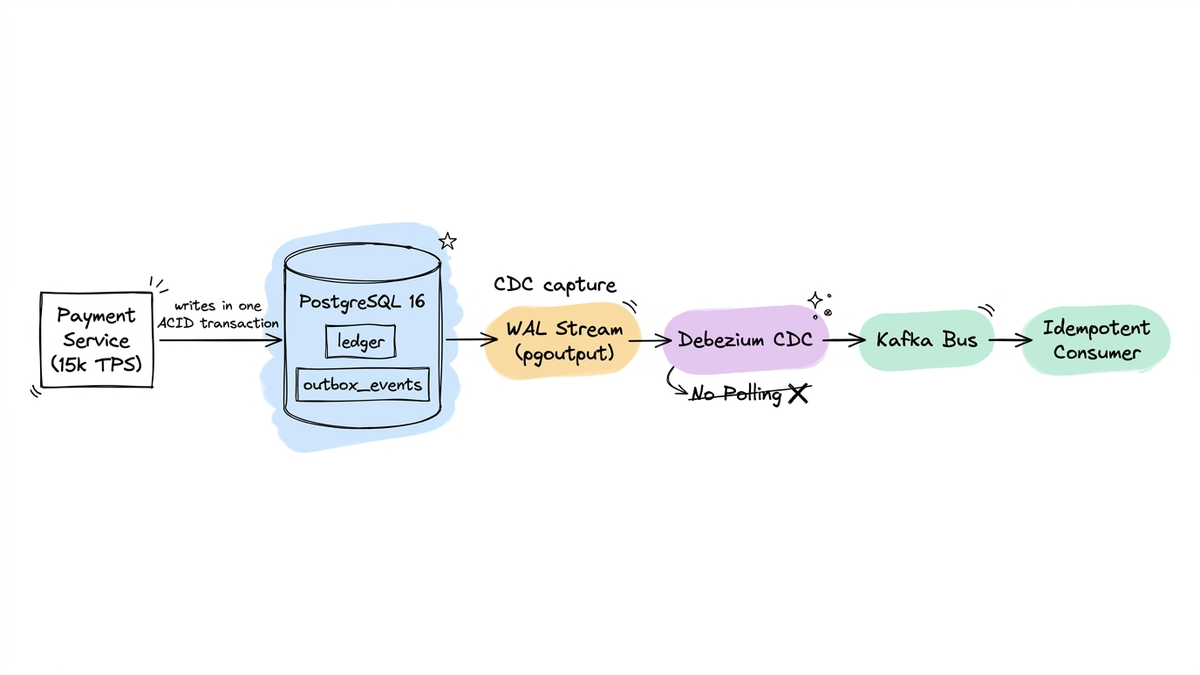 Payment
Service
(15k TPS)
writes in one
ACID transaction
PostgreSQL 16
ledger
outbox_events
CDC capture
WAL Stream
(pgoutput)
Debezium CDC
No Polling
Kafka Bus
Idempotent
Consumer